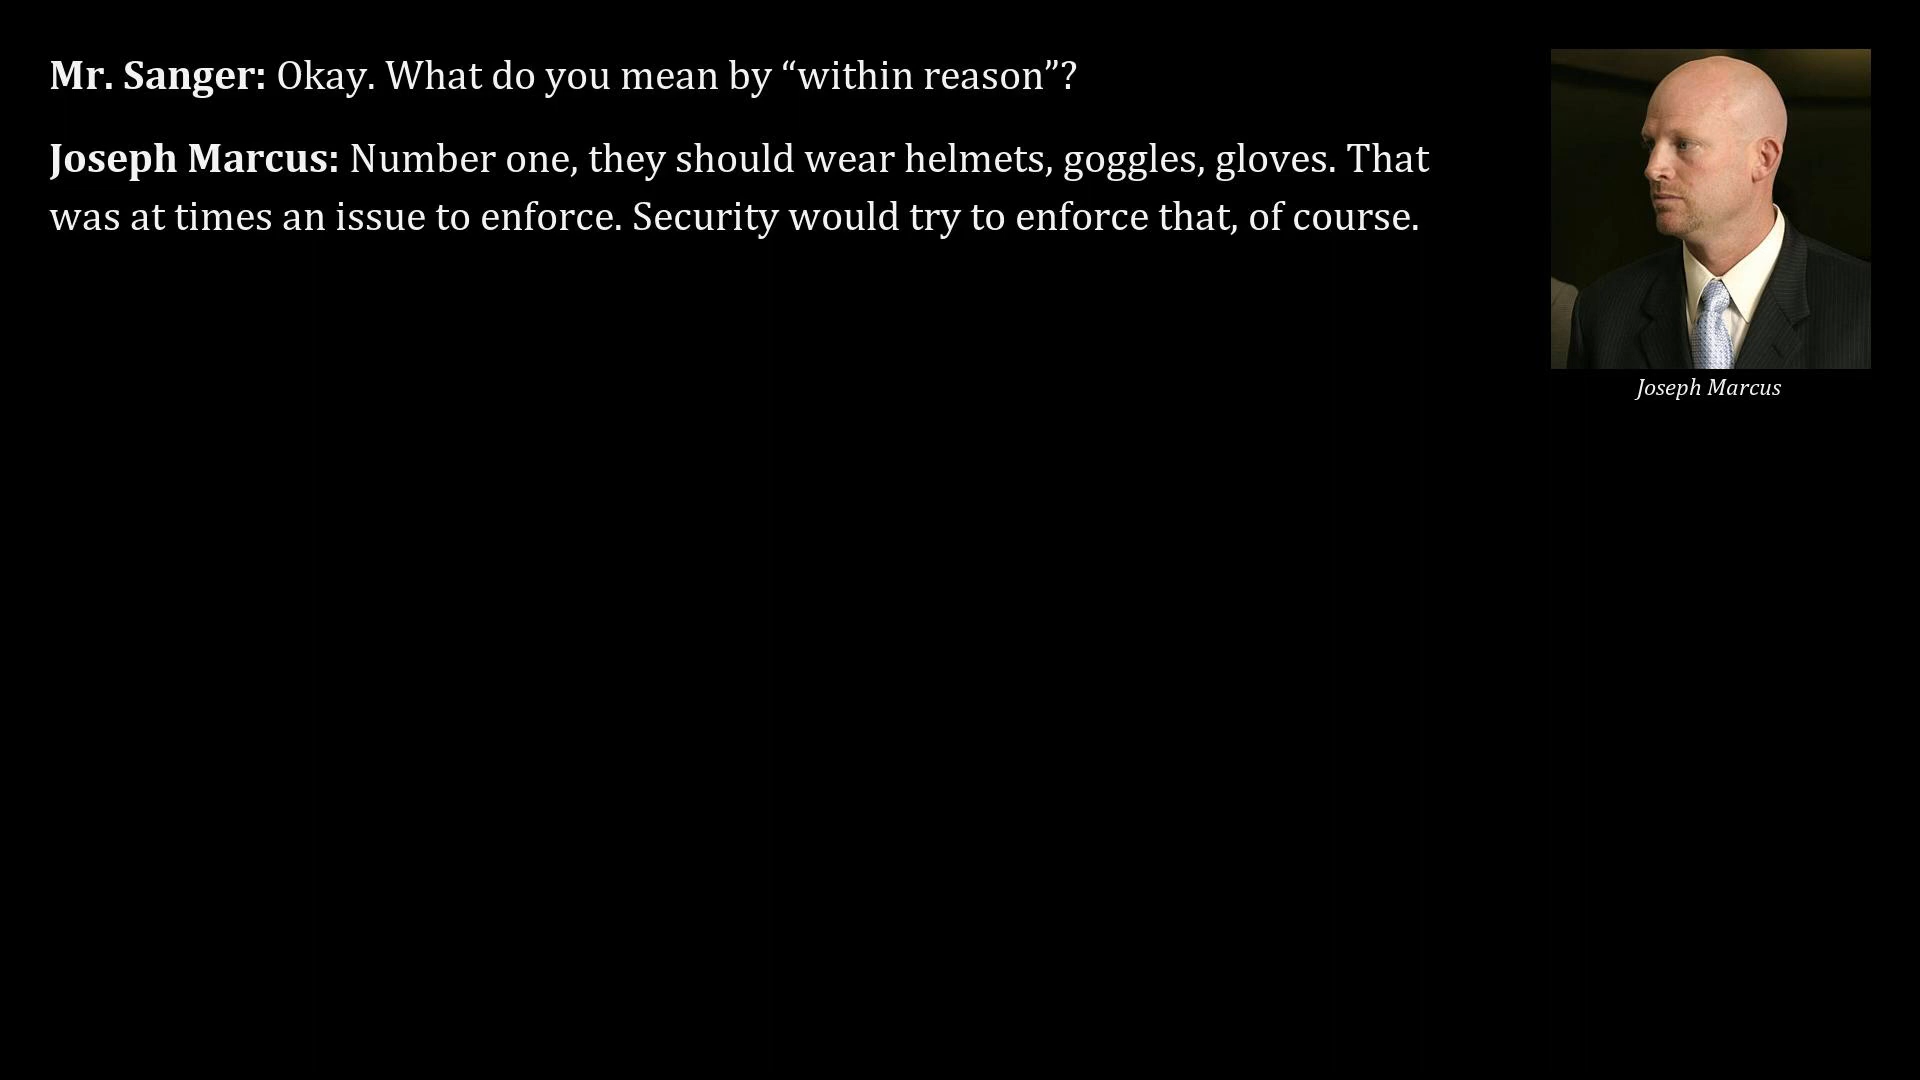 Mr. Sanger: Okay. What do you mean by “within reason”?
Joseph Marcus: Number one, they should wear helmets, goggles, gloves. That
was at times an issue to enforce. Security would try to enforce that, of course.
Joseph Marcus